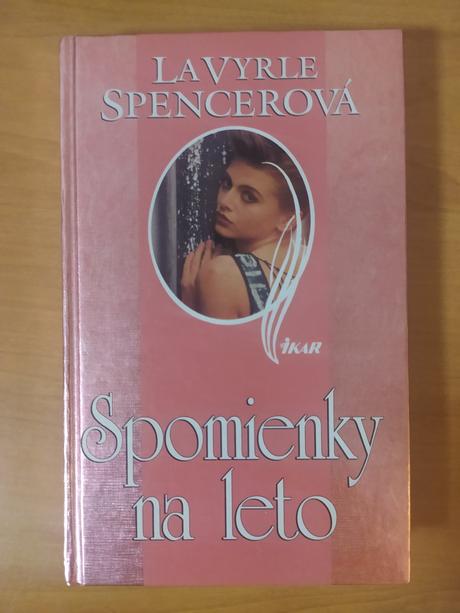 LAVYRLE
SPENCEROVÁ
IKAR
Spomienky
na leto